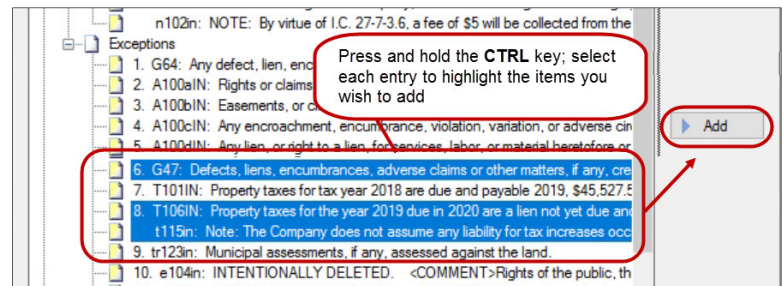 n102in: NOTE: By virtue of I.C. 27-7-3.6, a fee of $5 will be collected from the
Exceptions
1. G64: Any defect, lien, enc
2. A100aIN: Rights or claims
3. A100bIN: Easements, or c
4. A100cIN: Any encroachment, encumbrance, violation, variation, or adverse cir
5. A100dIN: Any lien, or right to a lien, for services, labor, or material heretofore or
6. G47: Defects, liens, encumbrances, adverse claims or other matters, if any, cre
7. T101IN: Property taxes for tax year 2018 are due and payable 2019, $45,527.5
8. T106IN: Property taxes for the year 2019 due in 2020 are a lien not yet due and
t115in: Note: The Company does not assume any liability for tax increases occ
9. tr123in: Municipal assessments, if any, assessed against the land.
10. e104in: INTENTIONALLY DELETED. <COMMENT>Rights of the public, th
Press and hold the CTRL key; select
each entry to highlight the items you
wish to add
Add